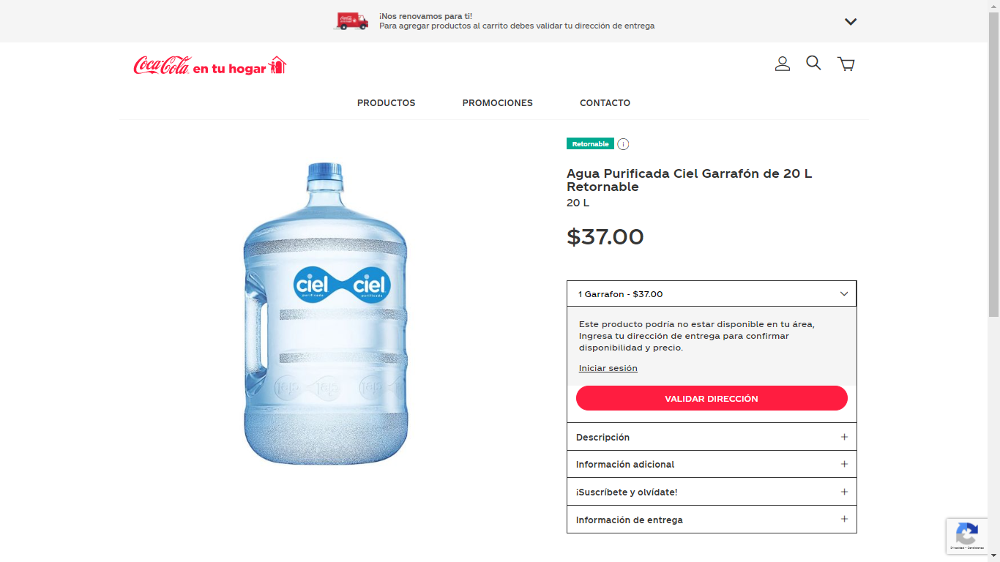 ¡Nos renovamos para ti!
Para agregar productos al carrito debes validar tu dirección de entrega
Coca-Cola en tu hogar
PRODUCTOS PROMOCIONES CONTACTO
Retornable i
Agua Purificada Ciel Garrafón de 20 L
Retornable
20 L
$37.00
ciel ciel
purificada purificada
1 Garrafon - $37.00
Este producto podría no estar disponible en tu área,
Ingresa tu dirección de entrega para confirmar
disponibilidad y precio.
Iniciar sesión
VALIDAR DIRECCIÓN
Descripción +
Información adicional +
¡Suscríbete y olvídate! +
Información de entrega +
Privacidad - Condiciones